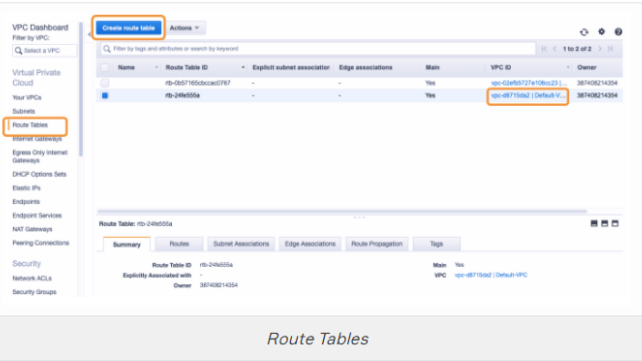 VPC Dashboard
Filter by VPC:
Select a VPC
Virtual Private
Cloud
Your VPCs
Subnets
Route Tables
Internet Gateways
Egress Only Internet
Gateways
DHCP Options Sets
Elastic IPs
Endpoints
Endpoint Services
NAT Gateways
Peering Connections
Security
Network ACLs
Security Groups
Create route table Actions
Filter by tags and attributes or search by keyword 1 to 2 of 2
Name Route Table ID Explicit subnet association Edge associations Main VPC ID Owner
- - Yes 387408214354
rtb-24fe555a - - Yes vpc-d8715da2 | Default-V... 387408214354
Route Table: rtb-24fe555a
Summary Routes Subnet Associations Edge Associations Route Propagation Tags
Route Table ID rtb-24fe555a Main Yes
Explicitly Associated with - VPC vpc-d8715da2 | Default-VPC
Owner 387408214354
Route Tables